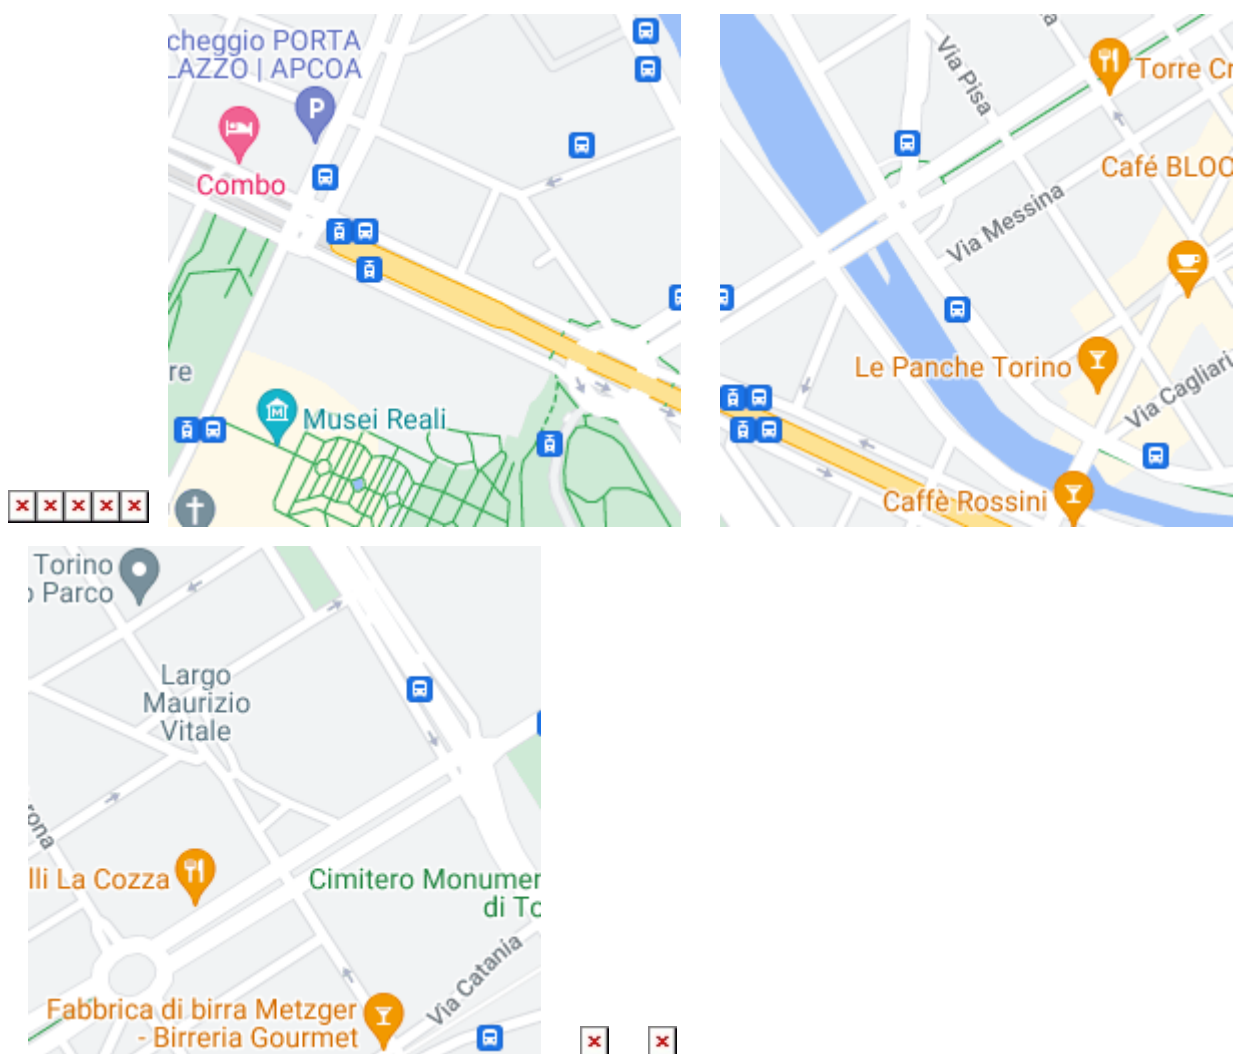 cheggio PORTA
LAZZO | APCOA
P
Combo
re
M
Musei Reali
Via Pisa
Torre Cr
Café BLOO
Via Messina
Le Panche Torino
Via Cagliari
Caffè Rossini
Torino
Parco
Largo
Maurizio
Vitale
rona
lli La Cozza
Cimitero Monumen
di To
Via Catania
Fabbrica di birra Metzger
- Birreria Gourmet